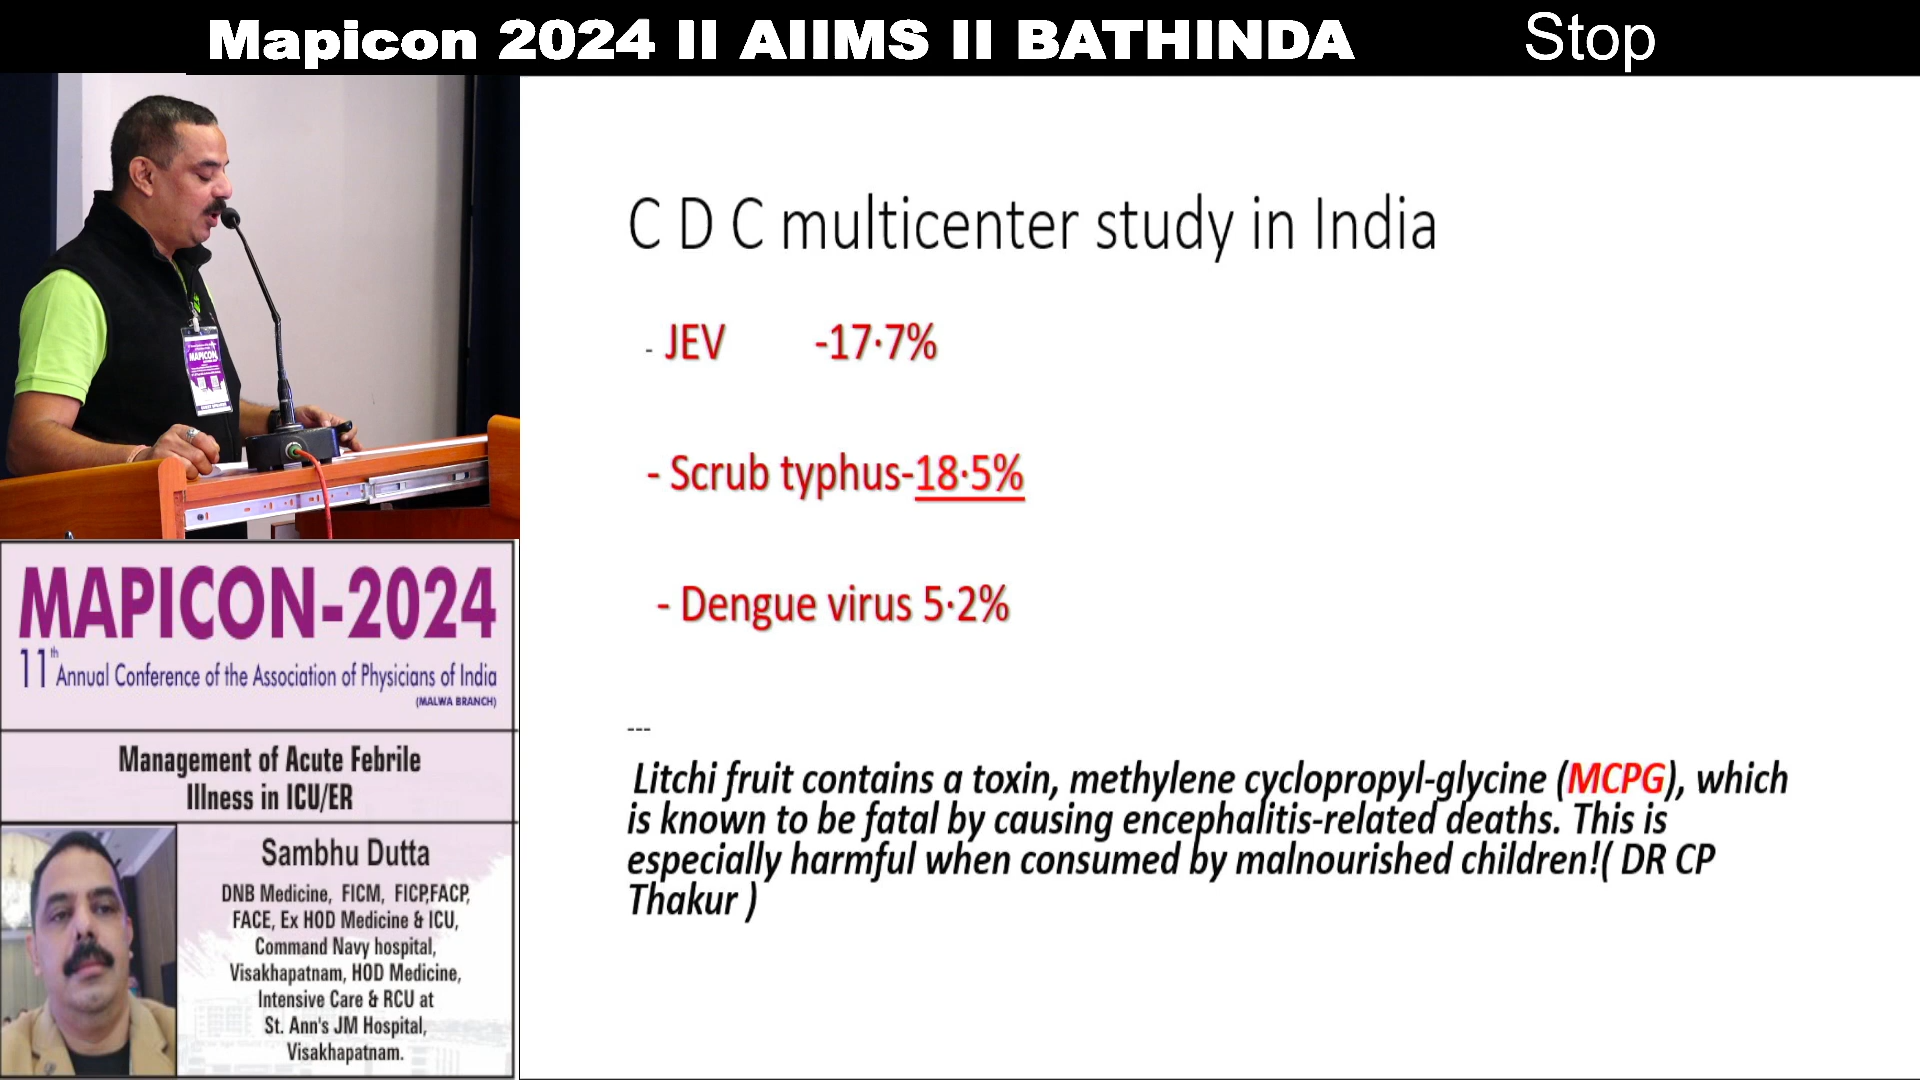 Mapicon 2024 II AIIMS II BATHINDA
Stop
MAPICON
MAPICON-2024
11th Annual Conference of the Association of Physicians of India
(MALWA BRANCH)
Management of Acute Febrile
Illness in ICU/ER
Sambhu Dutta
DNB Medicine, FICM, FICP,FACP,
FACE, Ex HOD Medicine & ICU,
Command Navy hospital,
Visakhapatnam, HOD Medicine,
Intensive Care & RCU at
St. Ann's JM Hospital,
Visakhapatnam.
C D C multicenter study in India
- JEV -17·7%
- Scrub typhus-18·5%
- Dengue virus 5·2%
---
Litchi fruit contains a toxin, methylene cyclopropyl-glycine (MCPG), which
is known to be fatal by causing encephalitis-related deaths. This is
especially harmful when consumed by malnourished children!( DR CP
Thakur )